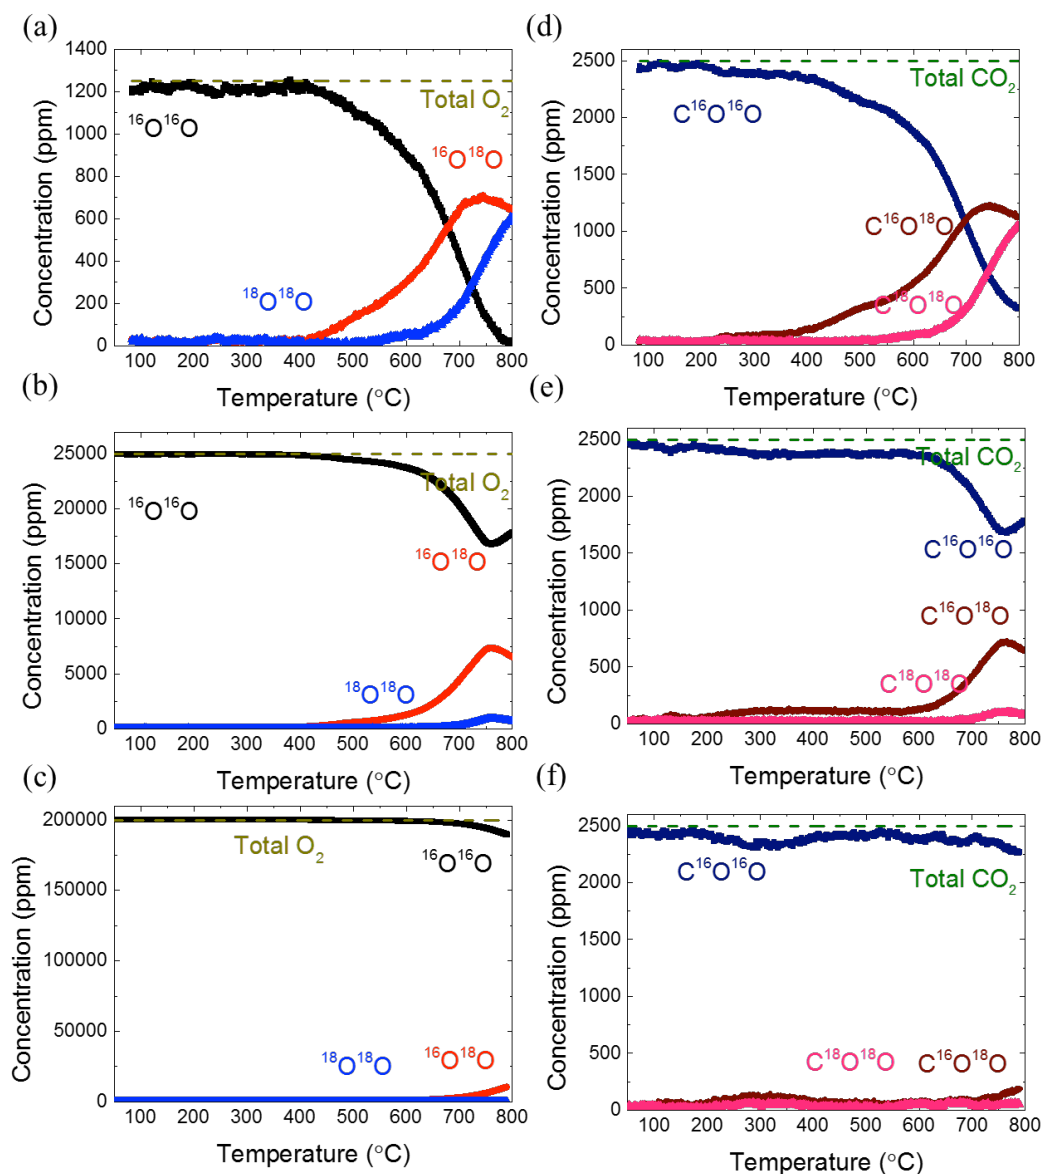 (a)
1400
1200
1000
800
600
400
200
0
Concentration (ppm)
Total O₂
¹⁶O¹⁶O
¹⁶O¹⁸O
¹⁸O¹⁸O
100 200 300 400 500 600 700 800
Temperature (°C)
(d)
2500
2000
1500
1000
500
0
Concentration (ppm)
Total CO₂
C¹⁶O¹⁶O
C¹⁶O¹⁸O
C¹⁸O¹⁸O
100 200 300 400 500 600 700 800
Temperature (°C)
(b)
25000
20000
15000
10000
5000
0
Concentration (ppm)
Total O₂
¹⁶O¹⁶O
¹⁶O¹⁸O
¹⁸O¹⁸O
100 200 300 400 500 600 700 800
Temperature (°C)
(e)
2500
2000
1500
1000
500
0
Concentration (ppm)
Total CO₂
C¹⁶O¹⁶O
C¹⁶O¹⁸O
C¹⁸O¹⁸O
100 200 300 400 500 600 700 800
Temperature (°C)
(c)
200000
150000
100000
50000
0
Concentration (ppm)
Total O₂
¹⁶O¹⁶O
¹⁸O¹⁸O
¹⁶O¹⁸O
100 200 300 400 500 600 700 800
Temperature (°C)
(f)
2500
2000
1500
1000
500
0
Concentration (ppm)
C¹⁶O¹⁶O
Total CO₂
C¹⁸O¹⁸O
C¹⁶O¹⁸O
100 200 300 400 500 600 700 800
Temperature (°C)